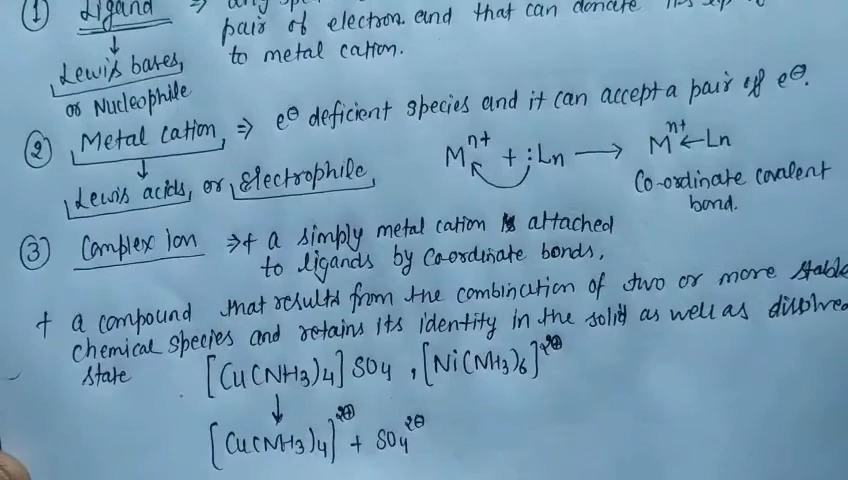 ① Ligand ⇒ any
pair of electron. and that can donate
to metal cation.
↓
Lewis bases,
or Nucleophile
② Metal cation, ⇒ e⊖ deficient species and it can accept a pair of e⊖.
↓
Lewis acids, or Electrophile,
Mⁿ⁺ + :Ln ⟶ Mⁿ⁺←Ln
Co-ordinate covalent
bond.
③ Complex Ion ⇒ + a simply metal cation is attached
to ligands by Co-ordinate bonds,
+ a compound that results from the combination of two or more stable
chemical species and retains its identity in the solid as well as dissolved
state
[Cu(NH3)4] SO4 , [Ni(NH3)6]²⊕
↓
[Cu(NH3)4]²⊕ + SO4²⊖